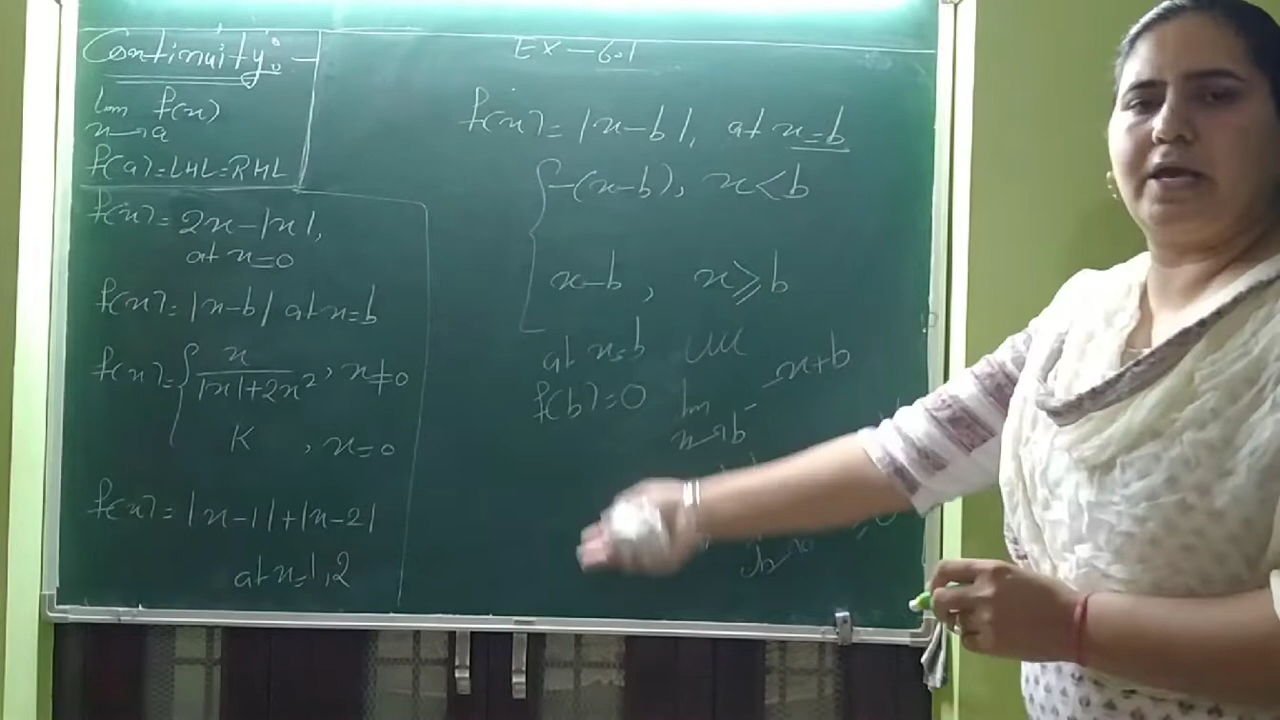 Continuity:-
lim f(x)
x→a
f(a)=LHL=RHL
f(x)= 2x-|x|,
at x=0
f(x)= |x-b| at x=b
f(x)= { x / |x|+2x², x≠0
K , x=0
f(x)= |x-1|+|x-2|
at x=1,2
EX-6.1
f(x)= |x-b|, at x=b
{ -(x-b), x<b
x-b, x⩾b
at x=b LHL
f(b)=0 lim -x+b
x→b⁻